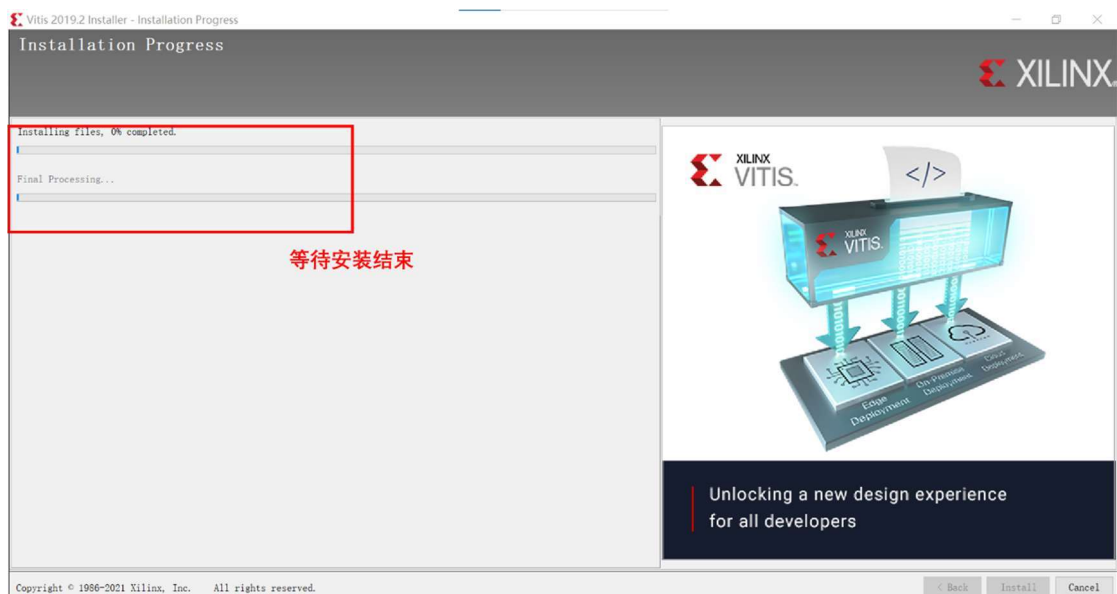 Vitis 2019.2 Installer - Installation Progress
Installation Progress
XILINX.
Installing files, 0% completed.
Final Processing...
等待安装结束
XILINX
VITIS.
</>
XILINX
VITIS.
Edge
Deployment
On-Premise
Deployment
Cloud
Deployment
Unlocking a new design experience
for all developers
Copyright © 1986-2021 Xilinx, Inc. All rights reserved.
< Back Install Cancel